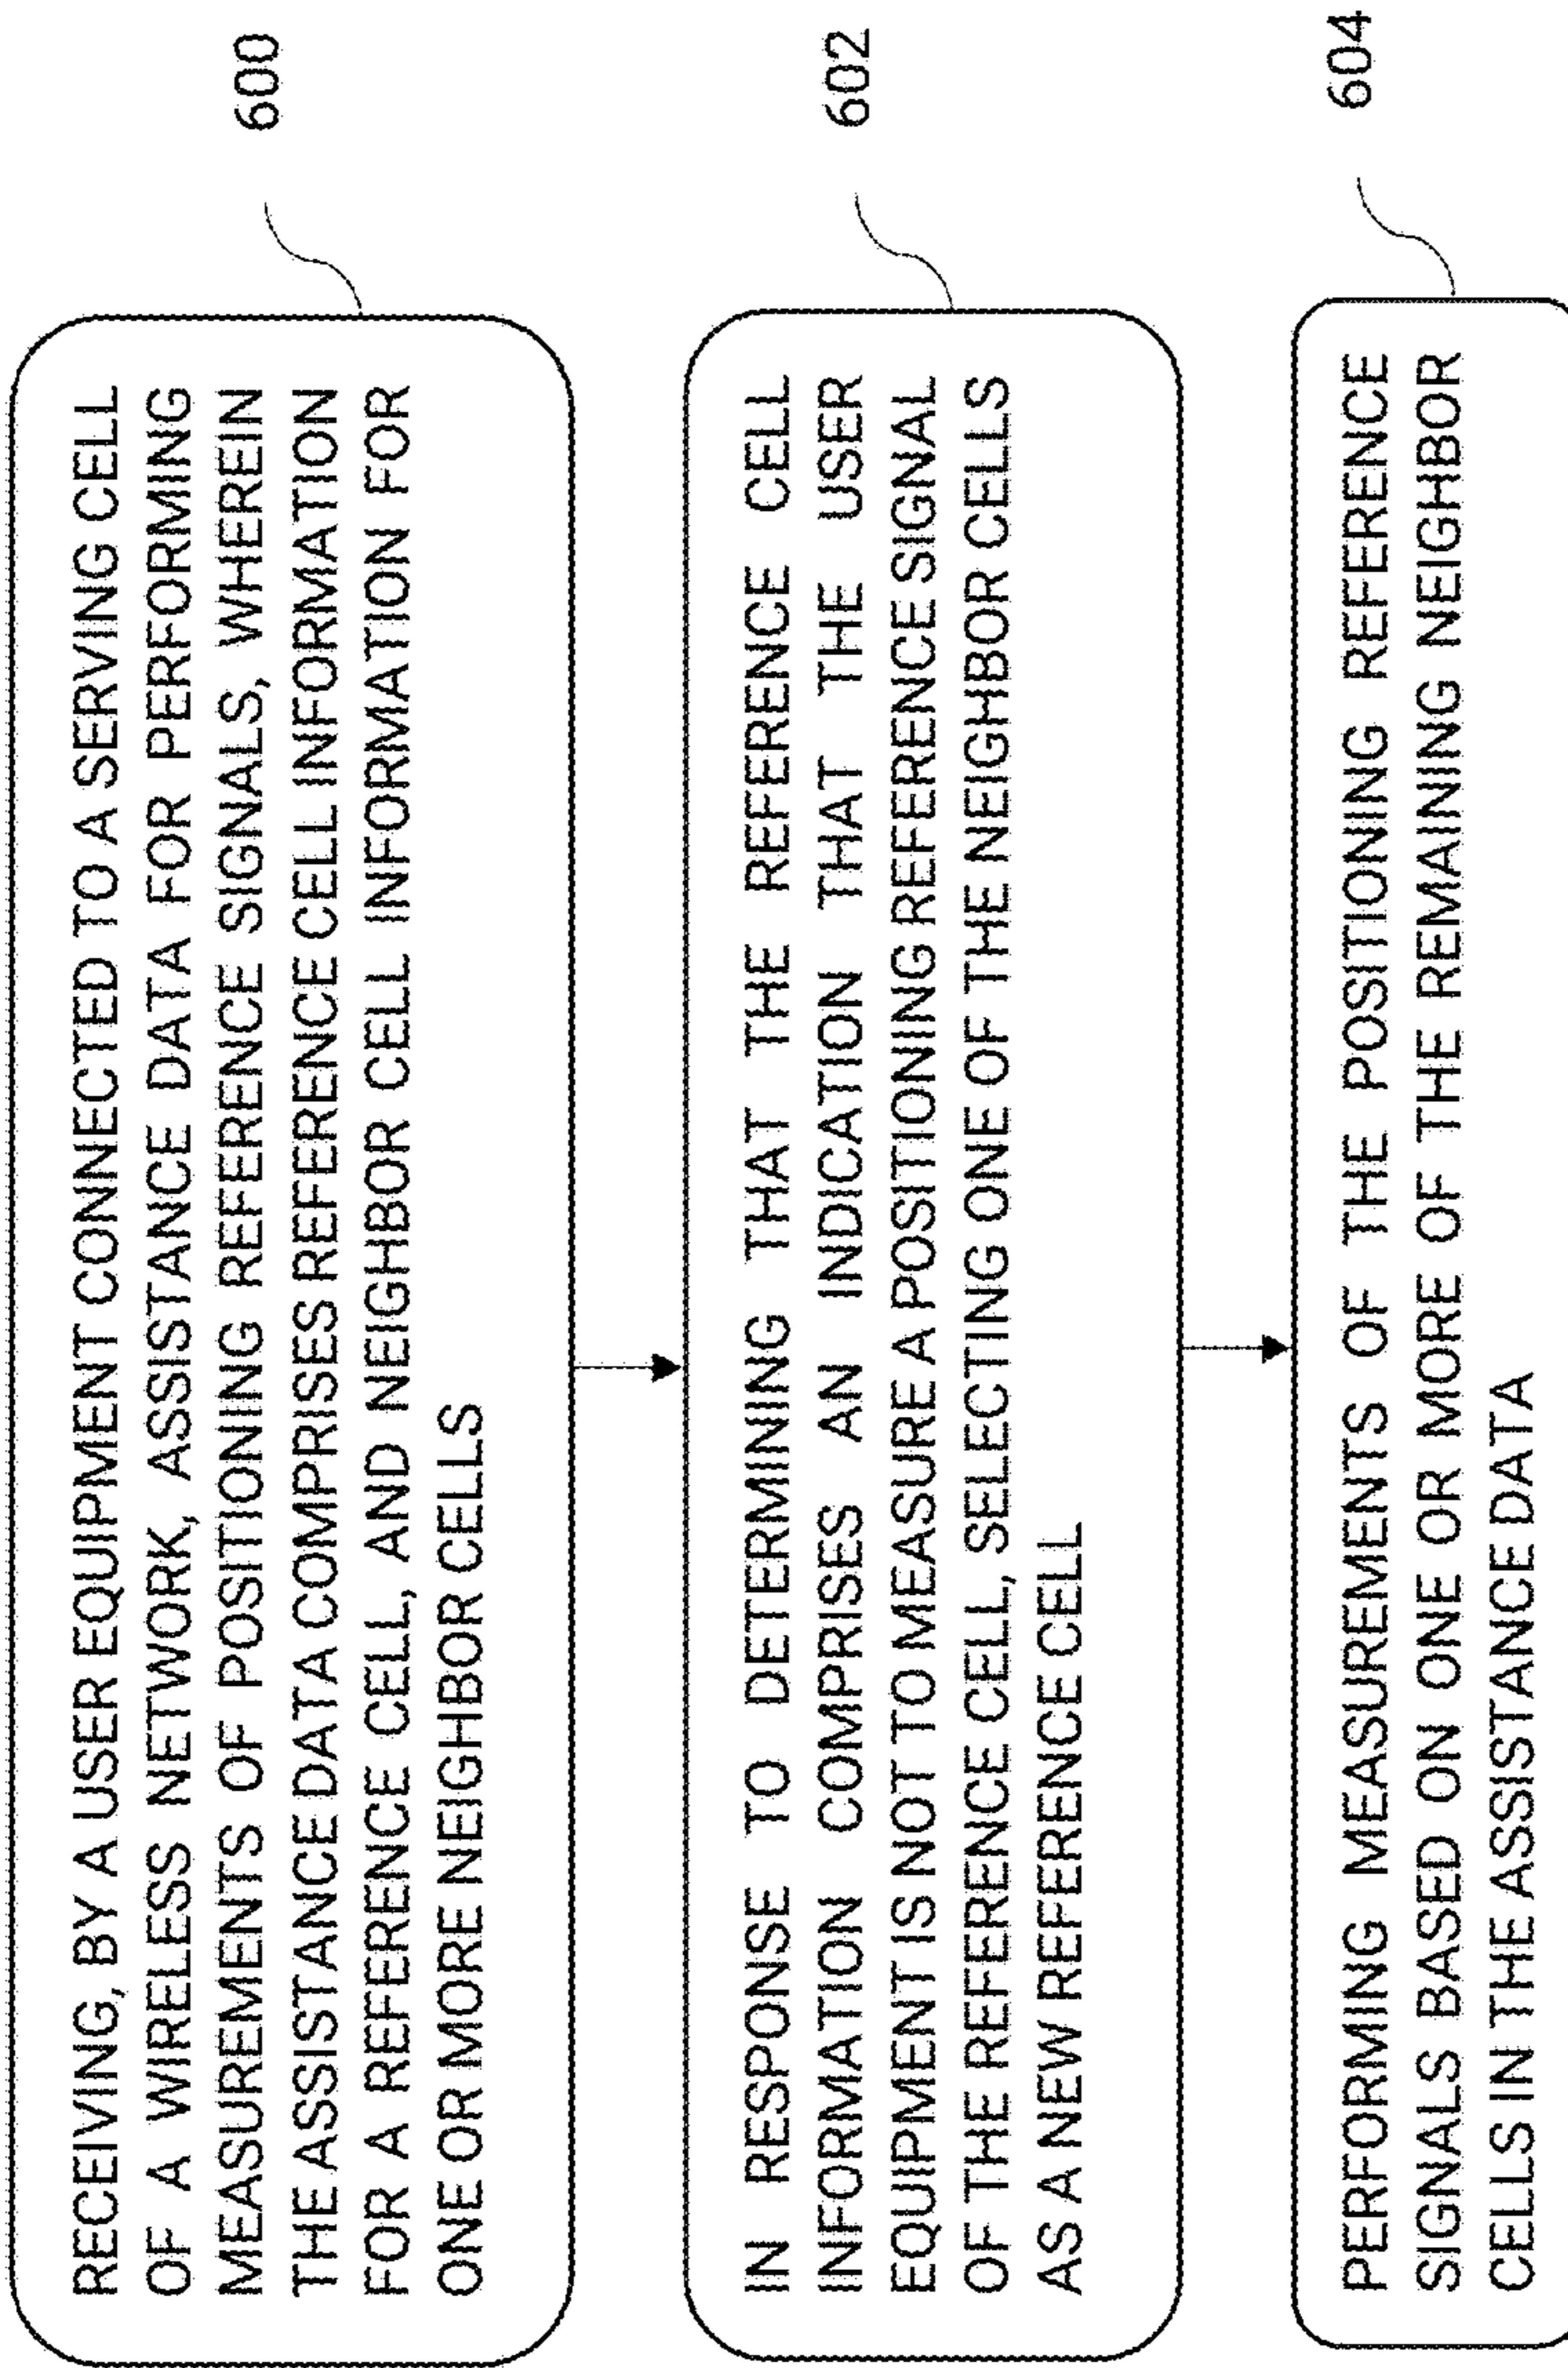 RECEIVING, BY A USER EQUIPMENT CONNECTED TO A SERVING CELL
OF A WIRELESS NETWORK, ASSISTANCE DATA FOR PERFORMING
MEASUREMENTS OF POSITIONING REFERENCE SIGNALS, WHEREIN
THE ASSISTANCE DATA COMPRISES REFERENCE CELL INFORMATION
FOR A REFERENCE CELL, AND NEIGHBOR CELL INFORMATION FOR
ONE OR MORE NEIGHBOR CELLS
600
IN RESPONSE TO DETERMINING THAT THE REFERENCE CELL
INFORMATION COMPRISES AN INDICATION THAT THE USER
EQUIPMENT IS NOT TO MEASURE A POSITIONING REFERENCE SIGNAL
OF THE REFERENCE CELL, SELECTING ONE OF THE NEIGHBOR CELLS
AS A NEW REFERENCE CELL
602
PERFORMING MEASUREMENTS OF THE POSITIONING REFERENCE
SIGNALS BASED ON ONE OR MORE OF THE REMAINING NEIGHBOR
CELLS IN THE ASSISTANCE DATA
604